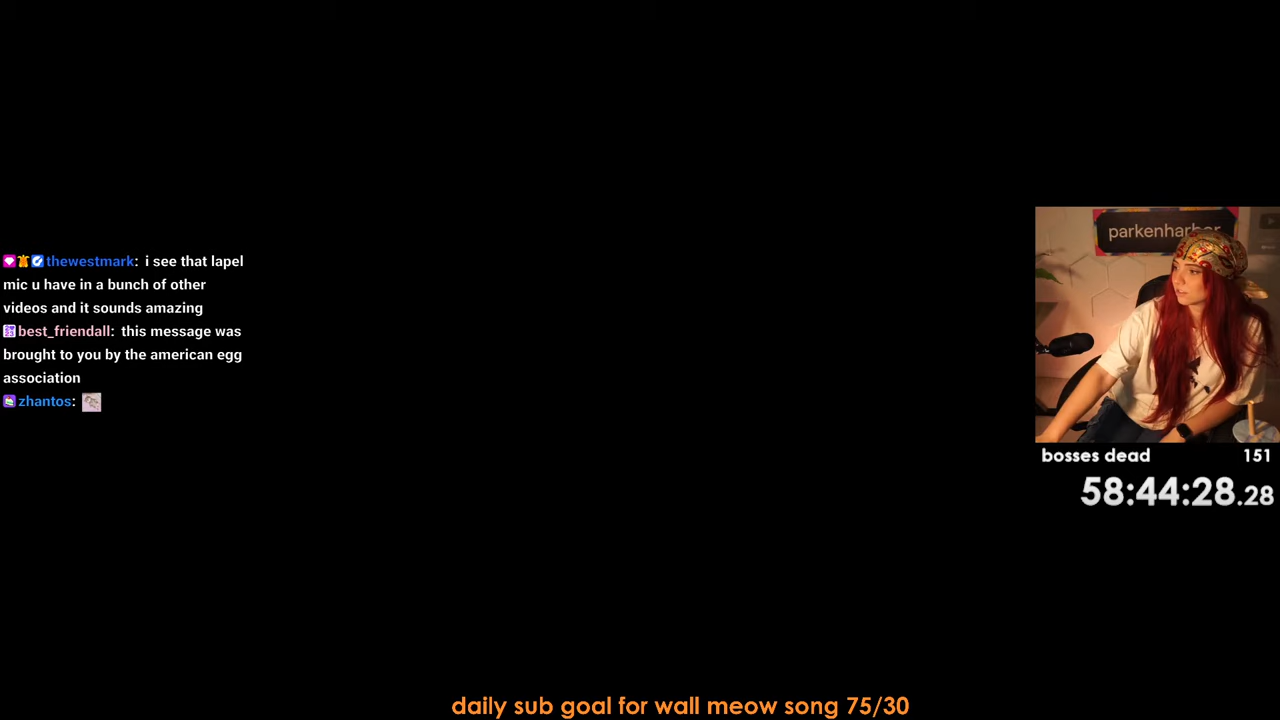 parkenharbor
thewestmark: i see that lapel
mic u have in a bunch of other
videos and it sounds amazing
best_friendall: this message was
brought to you by the american egg
association
zhantos:
bosses dead 151
58:44:28.28
daily sub goal for wall meow song 75/30